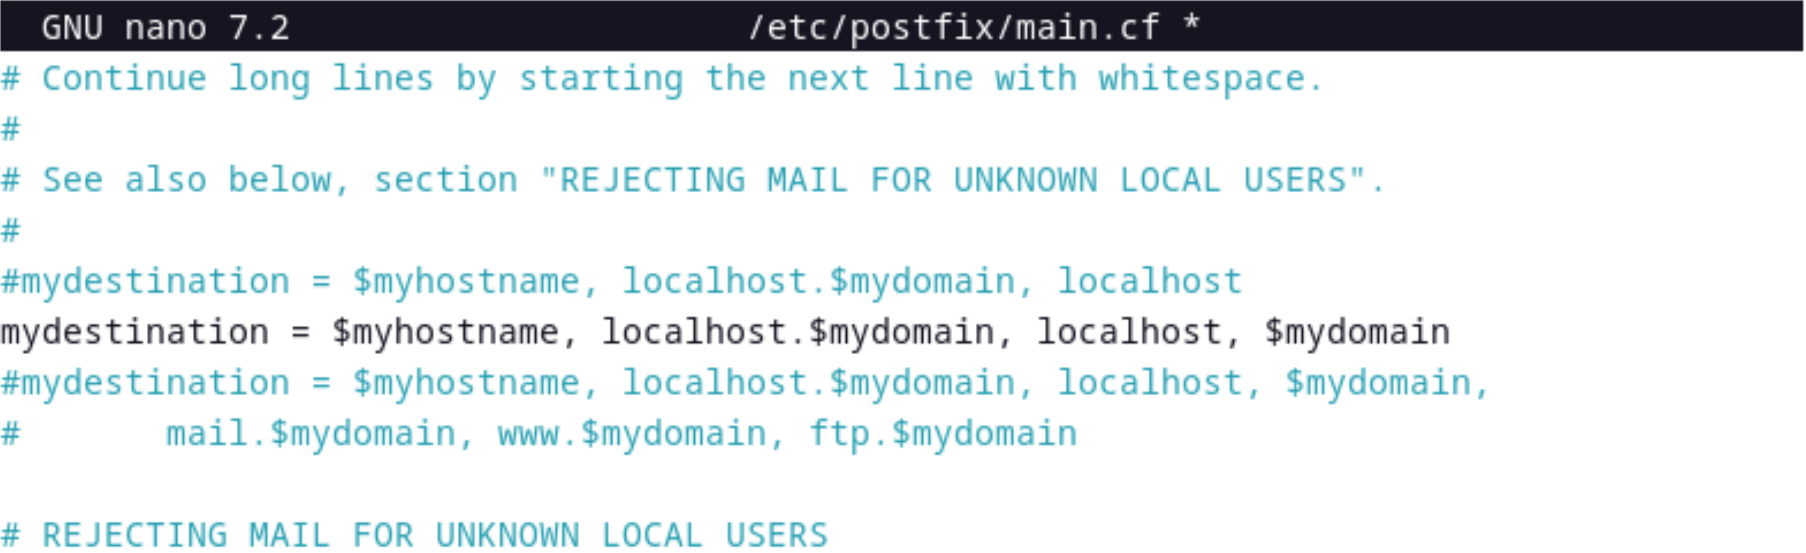 GNU nano 7.2 /etc/postfix/main.cf *
# Continue long lines by starting the next line with whitespace.
#
# See also below, section "REJECTING MAIL FOR UNKNOWN LOCAL USERS".
#
#mydestination = $myhostname, localhost.$mydomain, localhost
mydestination = $myhostname, localhost.$mydomain, localhost, $mydomain
#mydestination = $myhostname, localhost.$mydomain, localhost, $mydomain,
#       mail.$mydomain, www.$mydomain, ftp.$mydomain
# REJECTING MAIL FOR UNKNOWN LOCAL USERS